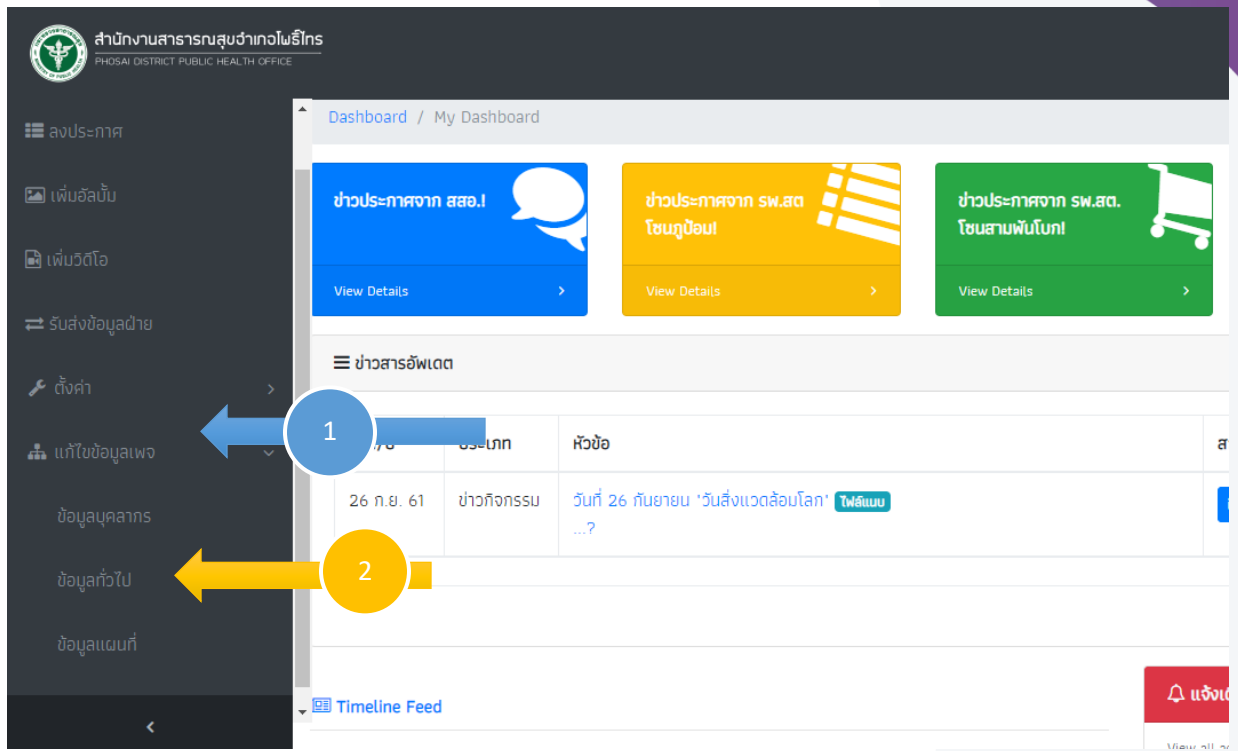 สำนักงานสาธารณสุขอำเภอโพธิ์ไทร
PHOSAI DISTRICT PUBLIC HEALTH OFFICE
ลงประกาศ
เพิ่มอัลบั้ม
เพิ่มวิดีโอ
รับส่งข้อมูลฝ่าย
ตั้งค่า
แก้ไขข้อมูลเพจ
ข้อมูลบุคลากร
ข้อมูลทั่วไป
ข้อมูลแผนที่
1
2
Dashboard / My Dashboard
ข่าวประกาศจาก สสอ.!
View Details
ข่าวประกาศจาก รพ.สต
โซนภูป้อม!
View Details
ข่าวประกาศจาก รพ.สต.
โซนสามพันโบก!
View Details
ข่าวสารอัพเดต
ประเภท หัวข้อ
26 ก.ย. 61 ข่าวกิจกรรม วันที่ 26 กันยายน 'วันสิ่งแวดล้อมโลก' ไฟล์แนบ
...?
Timeline Feed